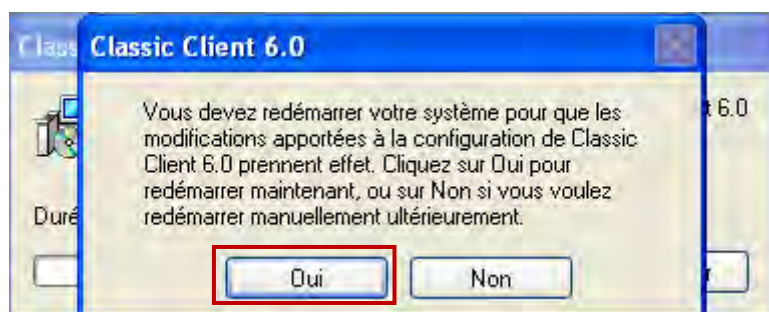 Classic Client 6.0
Vous devez redémarrer votre système pour que les
modifications apportées à la configuration de Classic
Client 6.0 prennent effet. Cliquez sur Oui pour
redémarrer maintenant, ou sur Non si vous voulez
redémarrer manuellement ultérieurement.
Oui Non
6.0